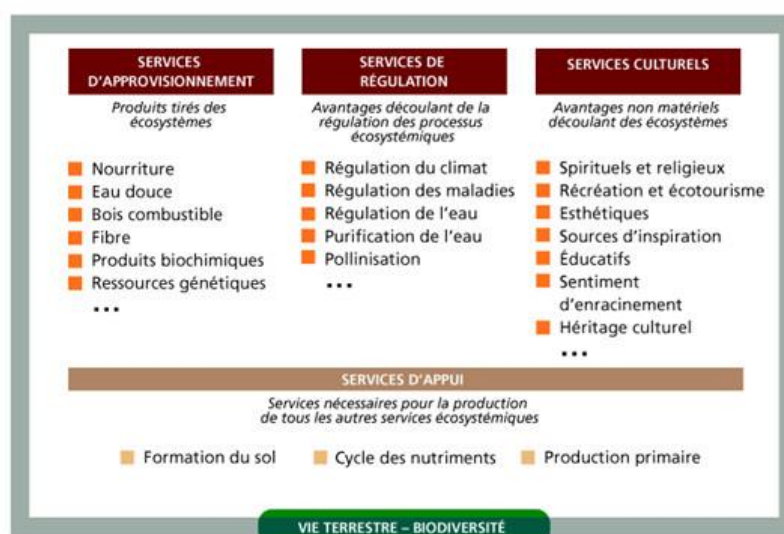 SERVICES
D'APPROVISIONNEMENT
Produits tirés des
écosystèmes
Nourriture
Eau douce
Bois combustible
Fibre
Produits biochimiques
Ressources génétiques
...
SERVICES DE
RÉGULATION
Avantages découlant de la
régulation des processus
écosystémiques
Régulation du climat
Régulation des maladies
Régulation de l'eau
Purification de l'eau
Pollinisation
...
SERVICES CULTURELS
Avantages non matériels
découlant des écosystèmes
Spirituels et religieux
Récréation et écotourisme
Esthétiques
Sources d'inspiration
Éducatifs
Sentiment
d'enracinement
Héritage culturel
...
SERVICES D'APPUI
Services nécessaires pour la production
de tous les autres services écosystémiques
Formation du sol
Cycle des nutriments
Production primaire
VIE TERRESTRE – BIODIVERSITÉ